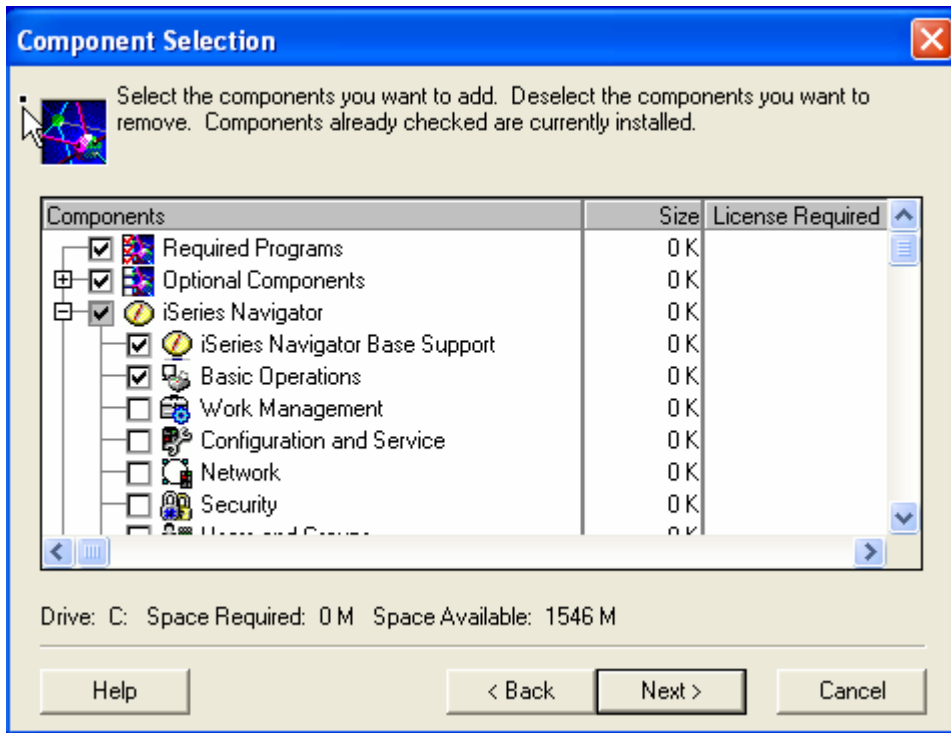 Component Selection
Select the components you want to add.  Deselect the components you want to
remove.  Components already checked are currently installed.
Components Size License Required
Required Programs 0 K
Optional Components 0 K
iSeries Navigator 0 K
iSeries Navigator Base Support 0 K
Basic Operations 0 K
Work Management 0 K
Configuration and Service 0 K
Network 0 K
Security 0 K
Drive:  C:   Space Required:  0 M   Space Available:  1546 M
Help < Back Next > Cancel